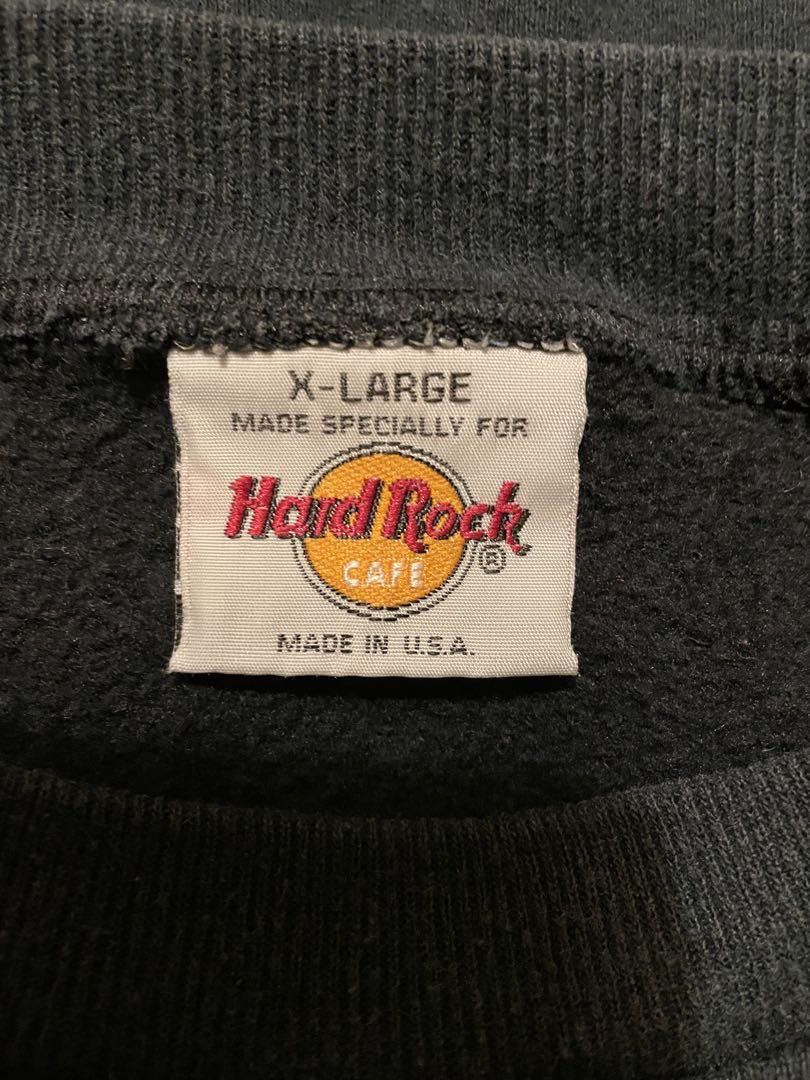 X-LARGE
MADE SPECIALLY FOR
Hard Rock
CAFE ®
MADE IN U.S.A.